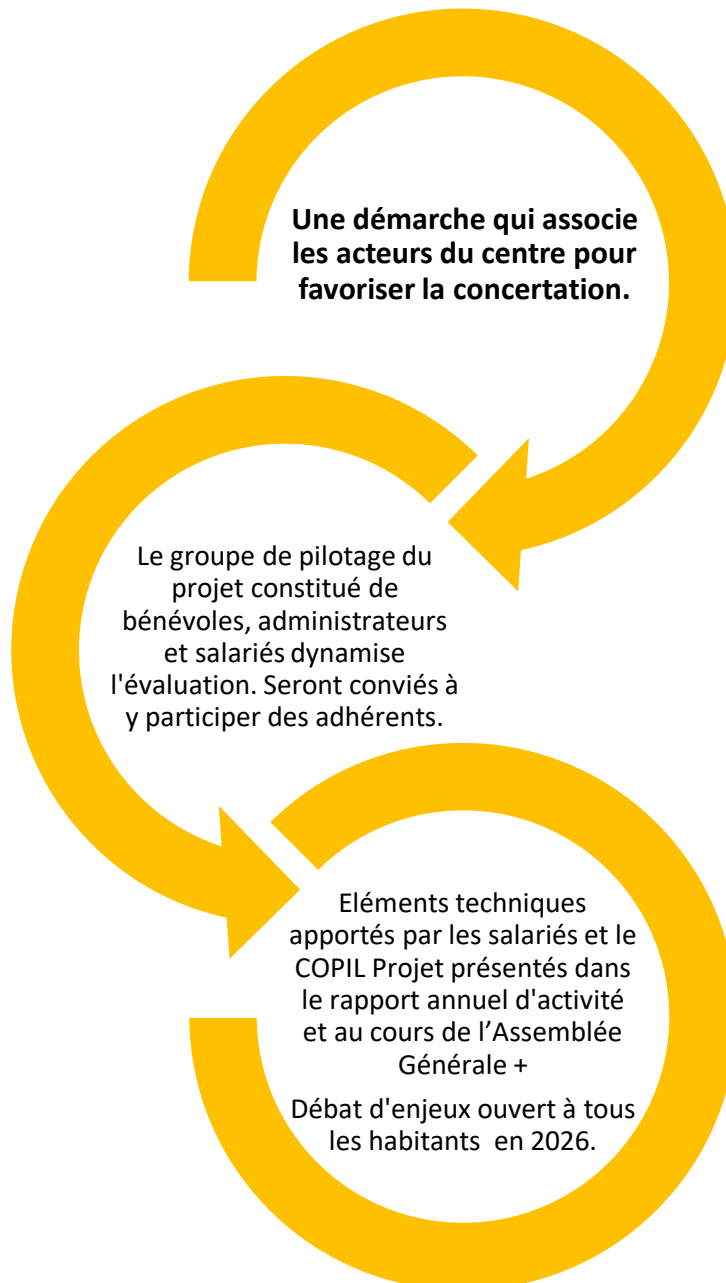 Une démarche qui associe
les acteurs du centre pour
favoriser la concertation.
Le groupe de pilotage du
projet constitué de
bénévoles, administrateurs
et salariés dynamise
l'évaluation. Seront conviés à
y participer des adhérents.
Eléments techniques
apportés par les salariés et le
COPIL Projet présentés dans
le rapport annuel d'activité
et au cours de l’Assemblée
Générale +
Débat d'enjeux ouvert à tous
les habitants  en 2026.